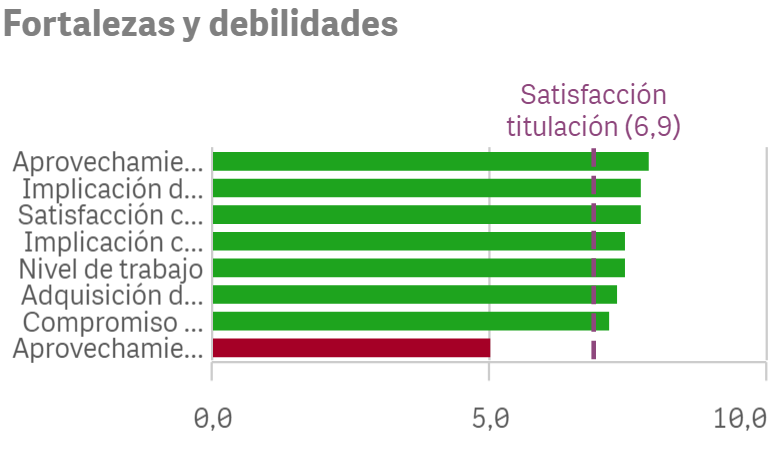 Fortalezas y debilidades
Satisfacción
titulación (6,9)
Aprovechamie...
Implicación d...
Satisfacción c...
Implicación c...
Nivel de trabajo
Adquisición d...
Compromiso ...
Aprovechamie...
0,0 5,0 10,0